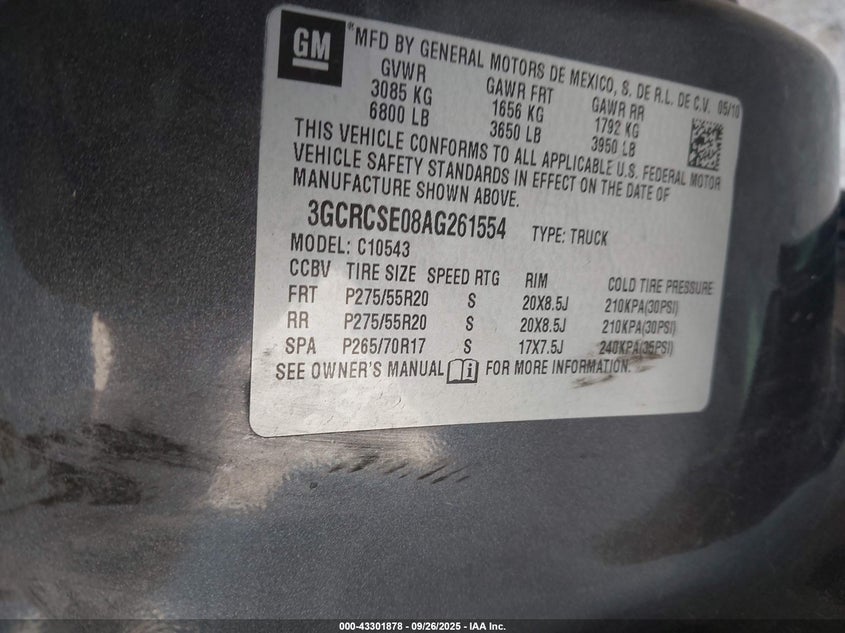 GM
*MFD BY GENERAL MOTORS DE MEXICO, S. DE R.L. DE C.V. 05/10
GVWR GAWR FRT GAWR RR
3085 KG 1656 KG 1792 KG
6800 LB 3650 LB 3950 LB
THIS VEHICLE CONFORMS TO ALL APPLICABLE U.S. FEDERAL MOTOR
VEHICLE SAFETY STANDARDS IN EFFECT ON THE DATE OF
MANUFACTURE SHOWN ABOVE.
3GCRCSE08AG261554 TYPE: TRUCK
MODEL: C10543
CCBV TIRE SIZE SPEED RTG RIM COLD TIRE PRESSURE
FRT P275/55R20 S 20X8.5J 210KPA(30PSI)
RR P275/55R20 S 20X8.5J 210KPA(30PSI)
SPA P265/70R17 S 17X7.5J 240KPA(35PSI)
SEE OWNER'S MANUAL i FOR MORE INFORMATION.
000-43301878 - 09/26/2025 - IAA Inc.